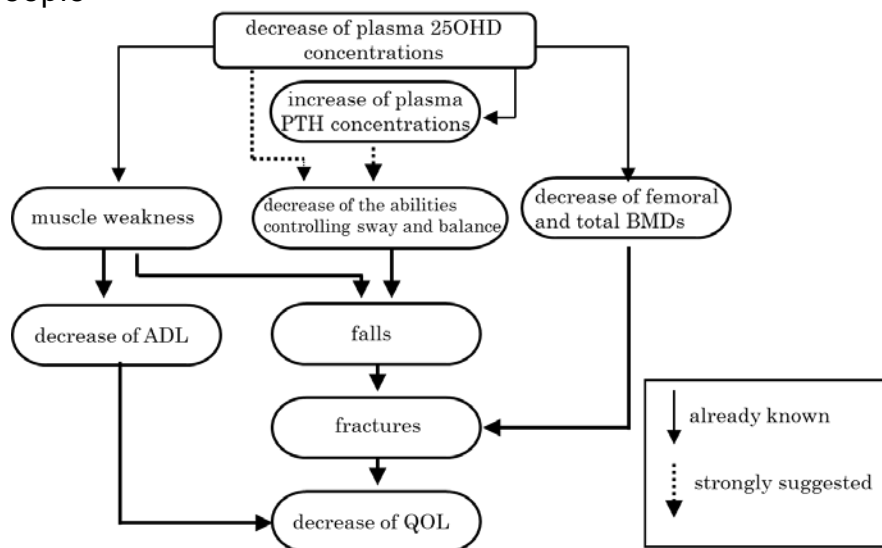 decrease of plasma 25OHD
concentrations
increase of plasma
PTH concentrations
muscle weakness
decrease of the abilities
controlling sway and balance
decrease of femoral
and total BMDs
decrease of ADL
falls
fractures
decrease of QOL
already known
strongly suggested